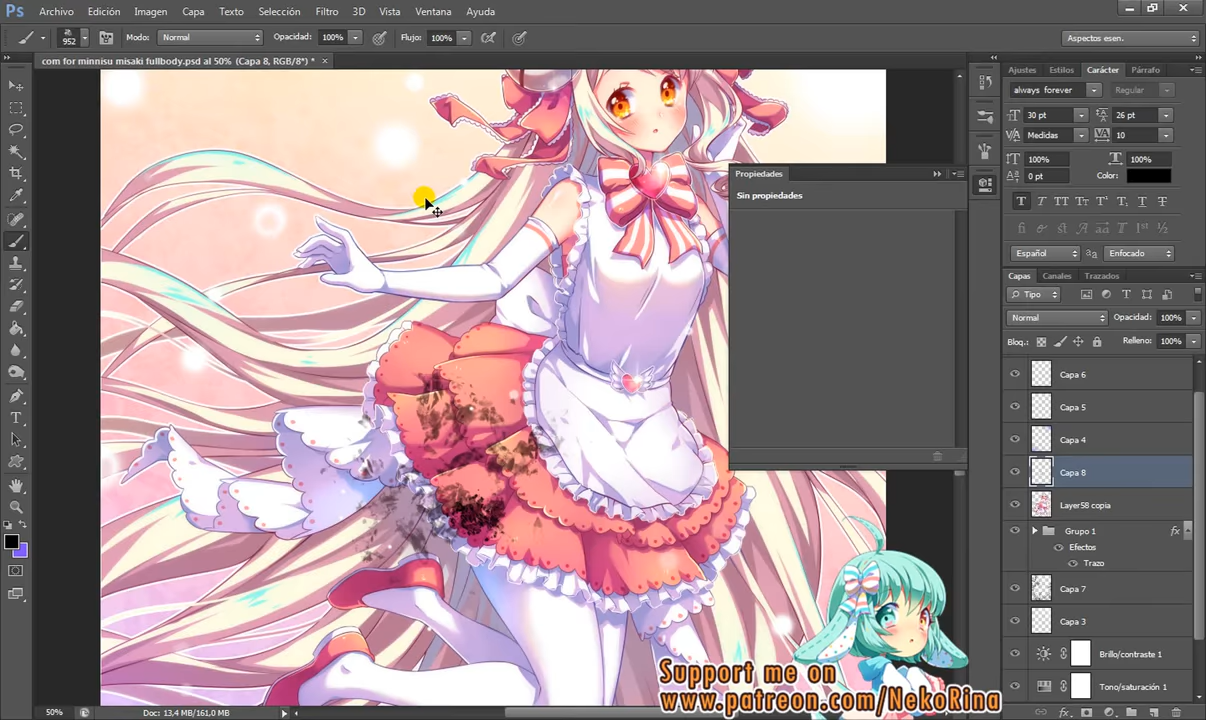 Ps Archivo Edición Imagen Capa Texto Selección Filtro 3D Vista Ventana Ayuda
952 Modo: Normal Opacidad: 100% Flujo: 100% Aspectos esen.
com for minnisu misaki fullbody.psd al 50% (Capa 8, RGB/8*) * ×
Ajustes Estilos Carácter Párrafo
always forever Regular
30 pt 26 pt
Medidas 10
100% 100%
0 pt Color:
Español Enfocado
Propiedades
Sin propiedades
Capas Canales Trazados
Tipo
Normal Opacidad: 100%
Bloq.: Relleno: 100%
Capa 6
Capa 5
Capa 4
Capa 8
Layer58 copia
Grupo 1 fx
Efectos
Trazo
Capa 7
Capa 3
Brillo/contraste 1
Tono/saturación 1
Support me on
www.patreon.com/NekoRina
50% Doc: 13,4 MB/161,0 MB